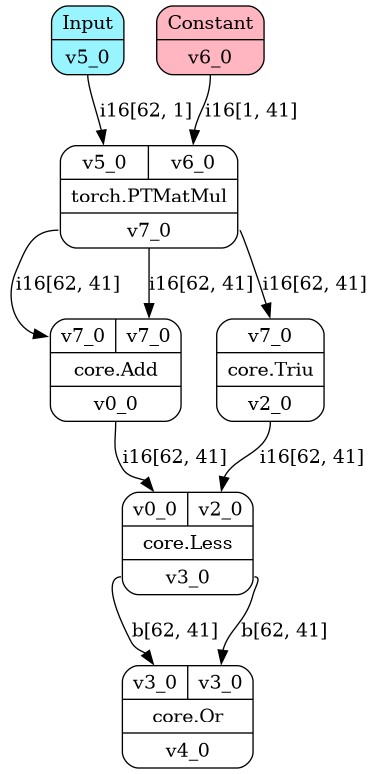 Input
v5_0
Constant
v6_0
i16[62, 1]
i16[1, 41]
v5_0
v6_0
torch.PTMatMul
v7_0
i16[62, 41]
i16[62, 41]
i16[62, 41]
v7_0
v7_0
core.Add
v0_0
v7_0
core.Triu
v2_0
i16[62, 41]
i16[62, 41]
v0_0
v2_0
core.Less
v3_0
b[62, 41]
b[62, 41]
v3_0
v3_0
core.Or
v4_0